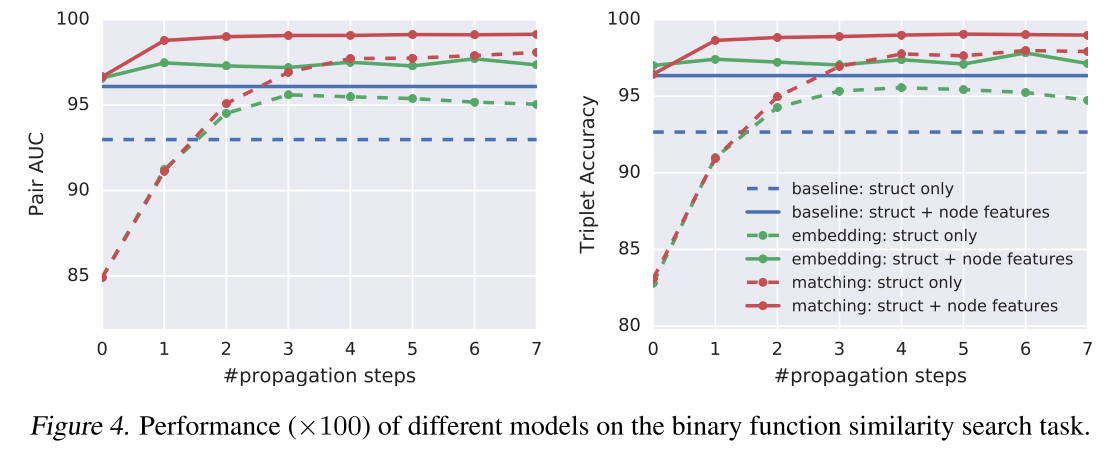 100
95
90
85
Pair AUC
0 1 2 3 4 5 6 7
#propagation steps
100
95
90
85
80
Triplet Accuracy
baseline: struct only
baseline: struct + node features
embedding: struct only
embedding: struct + node features
matching: struct only
matching: struct + node features
0 1 2 3 4 5 6 7
#propagation steps
Figure 4. Performance (×100) of different models on the binary function similarity search task.